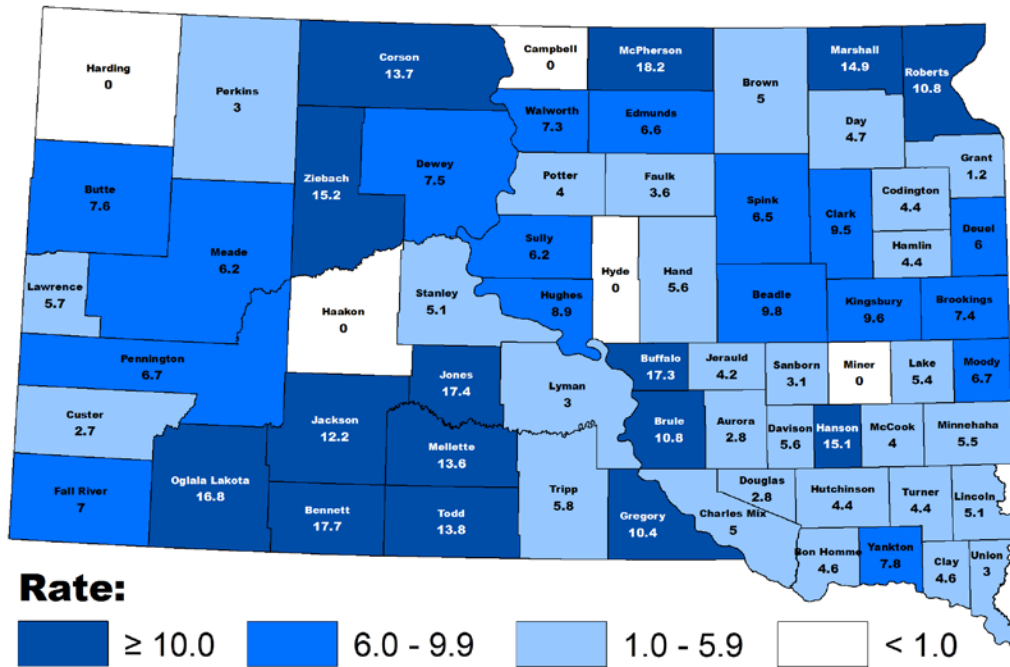 Harding
0
Perkins
3
Corson
13.7
Campbell
0
McPherson
18.2
Brown
5
Marshall
14.9
Roberts
10.8
Walworth
7.3
Edmunds
6.6
Day
4.7
Grant
1.2
Butte
7.6
Ziebach
15.2
Dewey
7.5
Potter
4
Faulk
3.6
Spink
6.5
Clark
9.5
Codington
4.4
Deuel
6
Hamlin
4.4
Meade
6.2
Sully
6.2
Hyde
0
Hand
5.6
Lawrence
5.7
Haakon
0
Stanley
5.1
Hughes
8.9
Beadle
9.8
Kingsbury
9.6
Brookings
7.4
Pennington
6.7
Jones
17.4
Lyman
3
Buffalo
17.3
Jerauld
4.2
Sanborn
3.1
Miner
0
Lake
5.4
Moody
6.7
Custer
2.7
Jackson
12.2
Mellette
13.6
Brule
10.8
Aurora
2.8
Davison
5.6
Hanson
15.1
McCook
4
Minnehaha
5.5
Fall River
7
Oglala Lakota
16.8
Bennett
17.7
Todd
13.8
Tripp
5.8
Gregory
10.4
Douglas
2.8
Charles Mix
5
Hutchinson
4.4
Turner
4.4
Lincoln
5.1
Bon Homme
4.6
Yankton
7.8
Clay
4.6
Union
3
Rate:
≥ 10.0
6.0 - 9.9
1.0 - 5.9
< 1.0